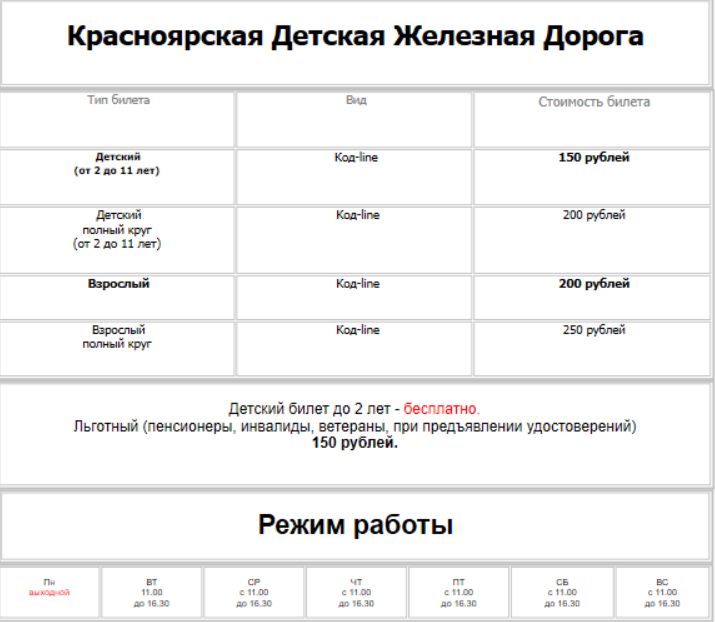 Красноярская Детская Железная Дорога
Тип билета Вид Стоимость билета
Детский Код-line 150 рублей
(от 2 до 11 лет)
Детский Код-line 200 рублей
полный круг
(от 2 до 11 лет)
Взрослый Код-line 200 рублей
Взрослый Код-line 250 рублей
полный круг
Детский билет до 2 лет - бесплатно.
Льготный (пенсионеры, инвалиды, ветераны, при предъявлении удостоверений)
150 рублей.
Режим работы
Пн ВТ СР ЧТ ПТ СБ ВС
выходной 11.00 с 11.00 с 11.00 с 11.00 с 11.00 с 11.00
до 16.30 до 16.30 до 16.30 до 16.30 до 16.30 до 16.30